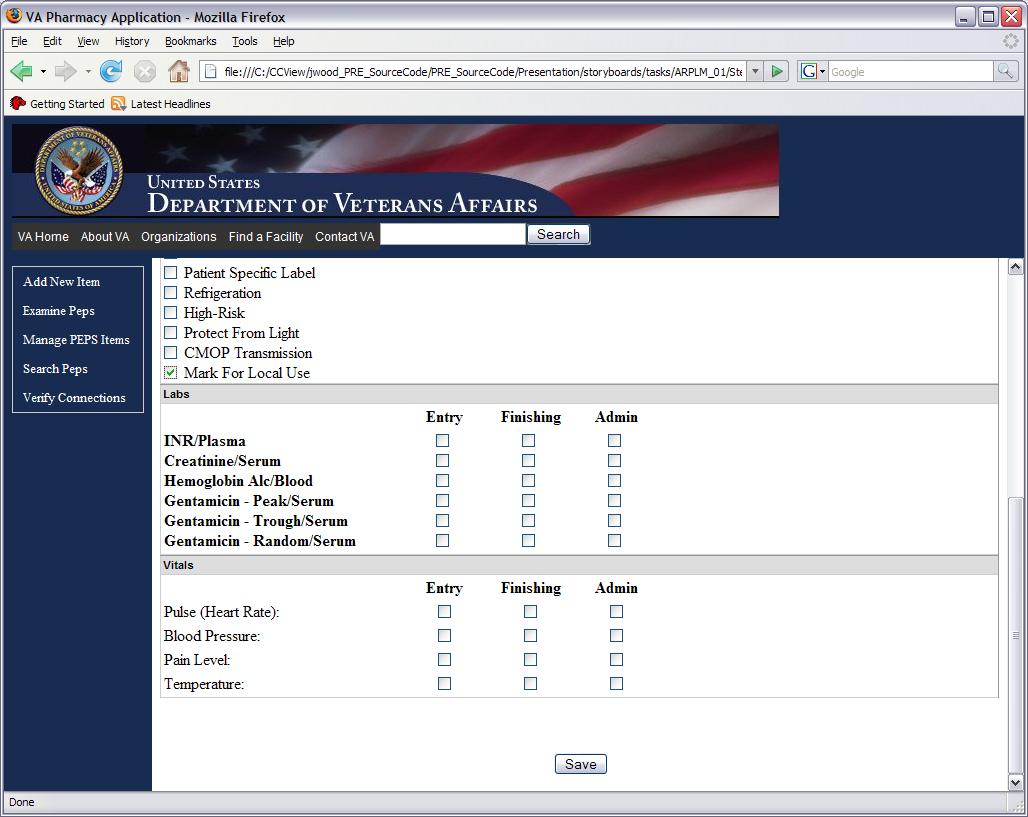 VA Pharmacy Application - Mozilla Firefox
File Edit View History Bookmarks Tools Help
file:///C:/CCView/jwood_PRE_SourceCode/PRE_SourceCode/Presentation/storyboards/tasks/ARPLM_01/Ste
G Google
Getting Started Latest Headlines
UNITED STATES
DEPARTMENT OF VETERANS AFFAIRS
VA Home About VA Organizations Find a Facility Contact VA Search
Add New Item
Examine Peps
Manage PEPS Items
Search Peps
Verify Connections
Patient Specific Label
Refrigeration
High-Risk
Protect From Light
CMOP Transmission
Mark For Local Use
Labs
Entry Finishing Admin
INR/Plasma
Creatinine/Serum
Hemoglobin Alc/Blood
Gentamicin - Peak/Serum
Gentamicin - Trough/Serum
Gentamicin - Random/Serum
Vitals
Entry Finishing Admin
Pulse (Heart Rate):
Blood Pressure:
Pain Level:
Temperature:
Save
Done